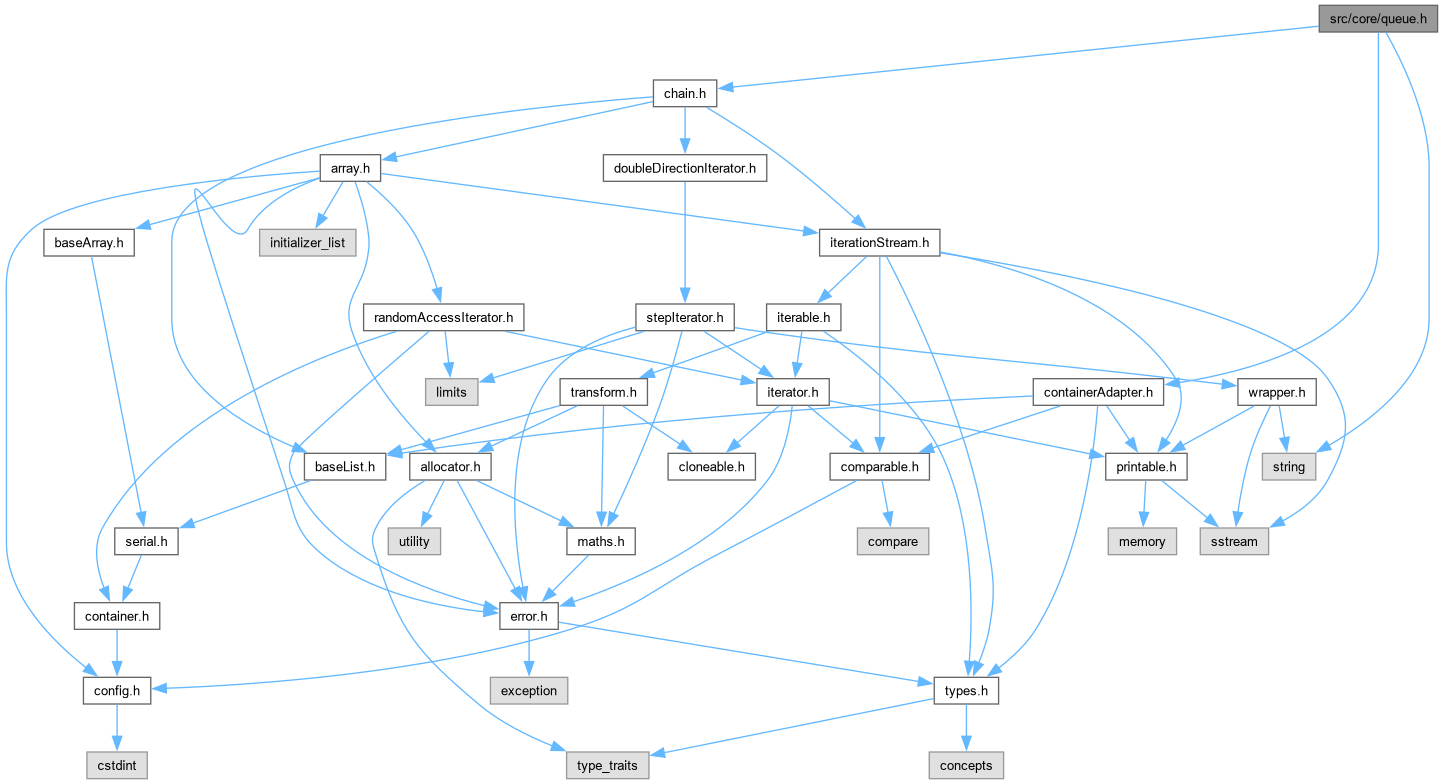 src/core/queue.h
chain.h
array.h
doubleDirectionIterator.h
baseArray.h
initializer_list
iterationStream.h
randomAccessIterator.h
stepIterator.h
iterable.h
limits
transform.h
iterator.h
containerAdapter.h
wrapper.h
baseList.h
allocator.h
cloneable.h
comparable.h
printable.h
string
serial.h
utility
maths.h
compare
memory
sstream
container.h
error.h
config.h
exception
types.h
cstdint
type_traits
concepts